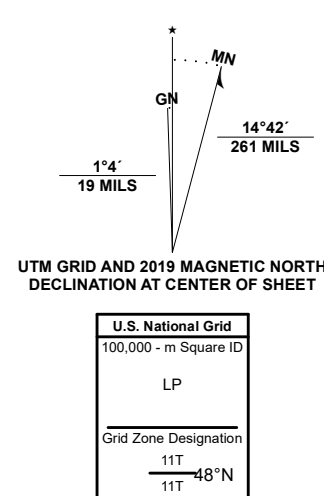 ★
MN
GN
14°42´
261 MILS
1°4´
19 MILS
UTM GRID AND 2019 MAGNETIC NORTH
DECLINATION AT CENTER OF SHEET
U.S. National Grid
100,000 - m Square ID
LP
Grid Zone Designation
11T
48°N
11T